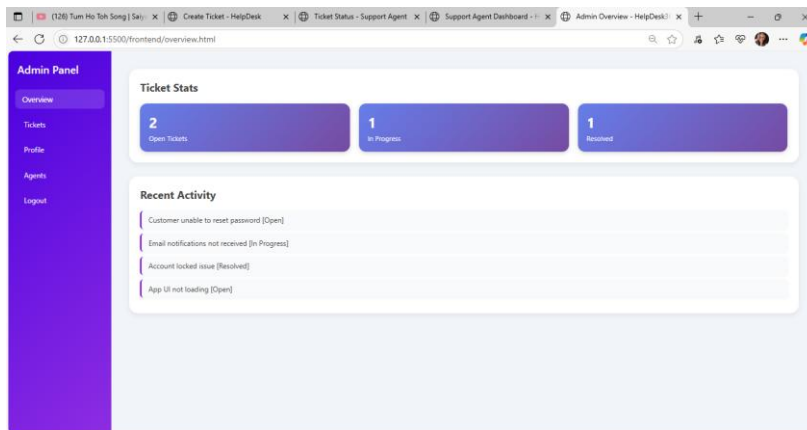 (126) Tum Ho Toh Song | Saiy
Create Ticket - HelpDesk
Ticket Status - Support Agent
Support Agent Dashboard - H
Admin Overview - HelpDesk
127.0.0.1:5500/frontend/overview.html
Admin Panel
Overview
Tickets
Profile
Agents
Logout
Ticket Stats
2
Open Tickets
1
In Progress
1
Resolved
Recent Activity
Customer unable to reset password [Open]
Email notifications not received [In Progress]
Account locked issue [Resolved]
App UI not loading [Open]